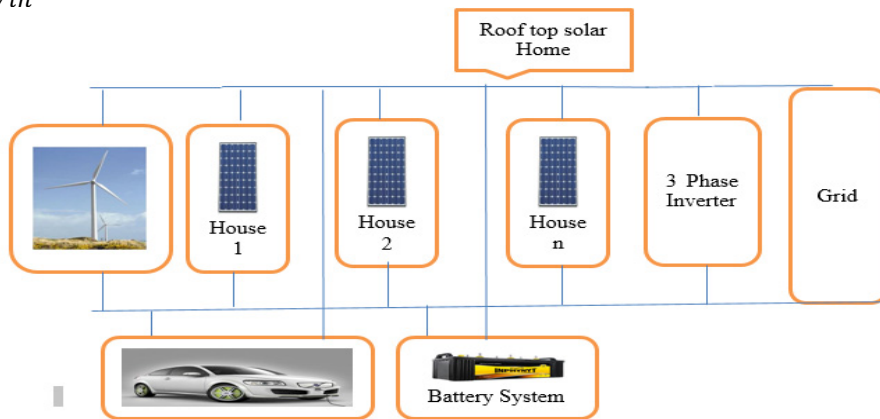 Roof top solar
Home
House
1
House
2
House
n
3 Phase
Inverter
Grid
Battery System